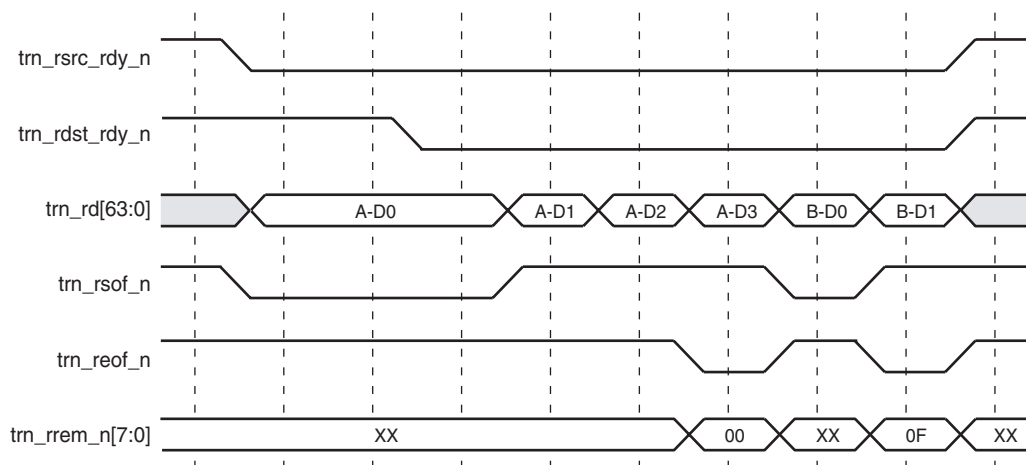 trn_rsrc_rdy_n
trn_rdst_rdy_n
trn_rd[63:0] A-D0 A-D1 A-D2 A-D3 B-D0 B-D1
trn_rsof_n
trn_reof_n
trn_rrem_n[7:0] XX 00 XX 0F XX